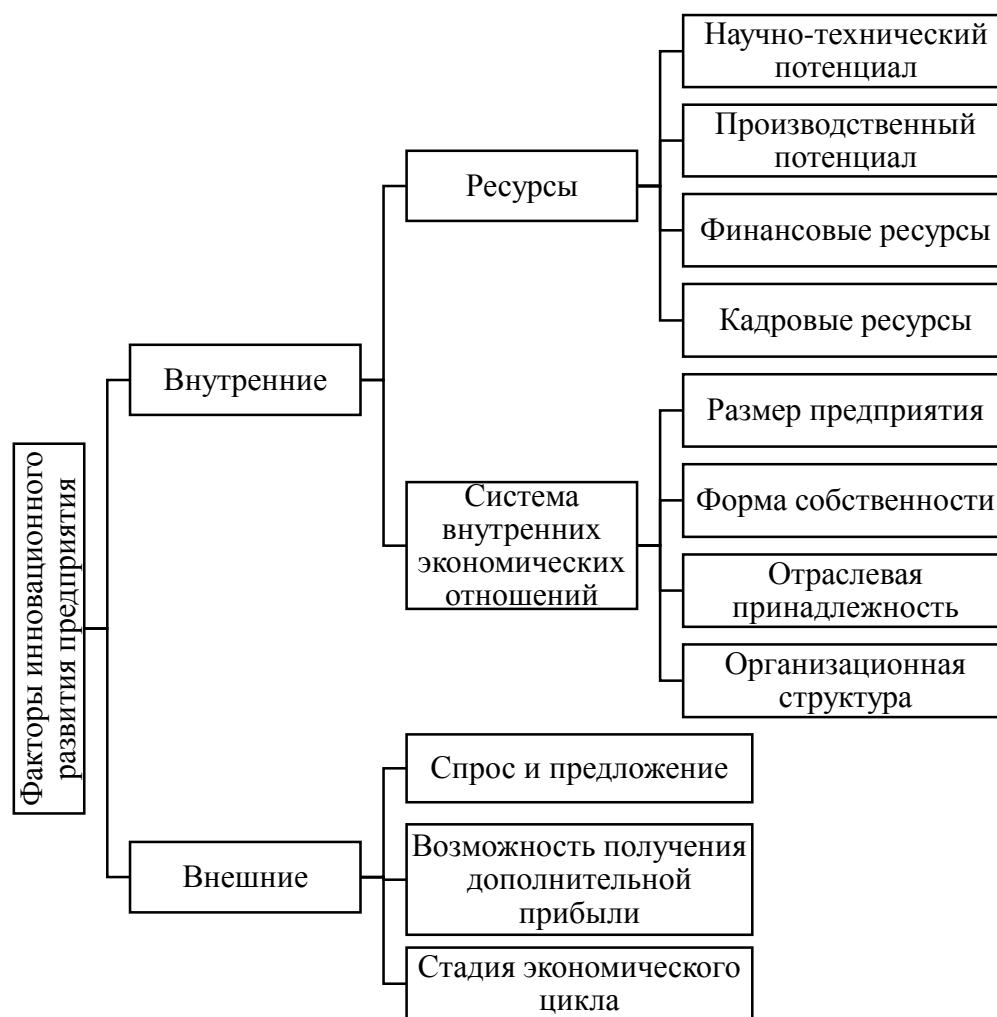 Факторы инновационного
развития предприятия
Внутренние
Ресурсы
Научно-технический
потенциал
Производственный
потенциал
Финансовые ресурсы
Кадровые ресурсы
Система
внутренних
экономических
отношений
Размер предприятия
Форма собственности
Отраслевая
принадлежность
Организационная
структура
Внешние
Спрос и предложение
Возможность получения
дополнительной
прибыли
Стадия экономического
цикла